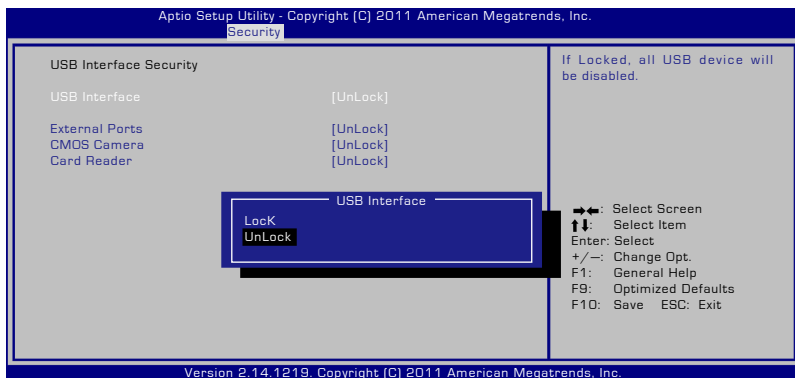 Aptio Setup Utility - Copyright (C) 2011 American Megatrends, Inc.
Security
USB Interface Security
USB Interface [UnLock]
External Ports [UnLock]
CMOS Camera [UnLock]
Card Reader [UnLock]
USB Interface
LocK
UnLock
If Locked, all USB device will
be disabled.
→←: Select Screen
↑↓: Select Item
Enter: Select
+/—: Change Opt.
F1: General Help
F9: Optimized Defaults
F10: Save ESC: Exit
Version 2.14.1219. Copyright (C) 2011 American Megatrends, Inc.